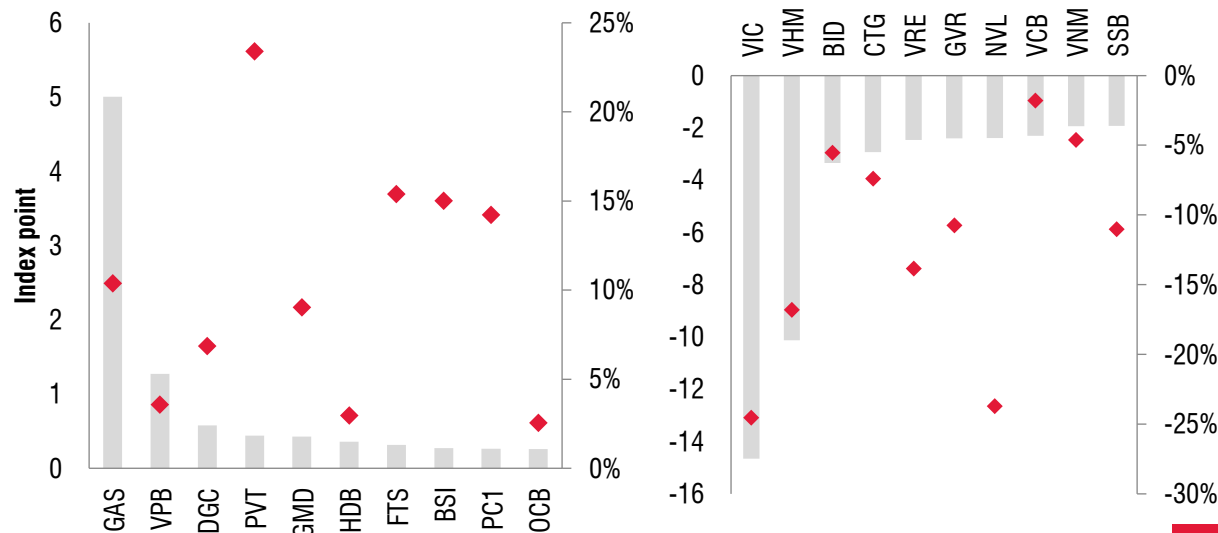 Index point
6
5
4
3
2
1
0
25%
20%
15%
10%
5%
0%
GAS
VPB
DGC
PVT
GMD
HDB
FTS
BSI
PC1
OCB
VIC
VHM
BID
CTG
VRE
GVR
NVL
VCB
VNM
SSB
0
-2
-4
-6
-8
-10
-12
-14
-16
0%
-5%
-10%
-15%
-20%
-25%
-30%